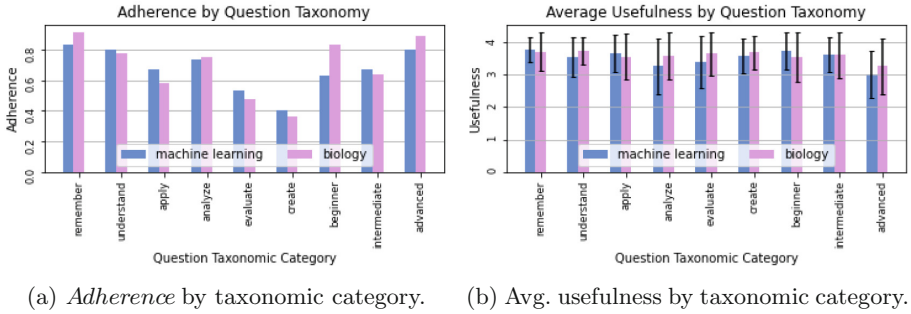 Adherence by Question Taxonomy
Adherence
0.8
0.6
0.4
0.2
0.0
machine learning
biology
remember
understand
apply
analyze
evaluate
create
beginner
intermediate
advanced
Question Taxonomic Category
(a) Adherence by taxonomic category.
Average Usefulness by Question Taxonomy
Usefulness
4
3
2
1
0
machine learning
biology
remember
understand
apply
analyze
evaluate
create
beginner
intermediate
advanced
Question Taxonomic Category
(b) Avg. usefulness by taxonomic category.